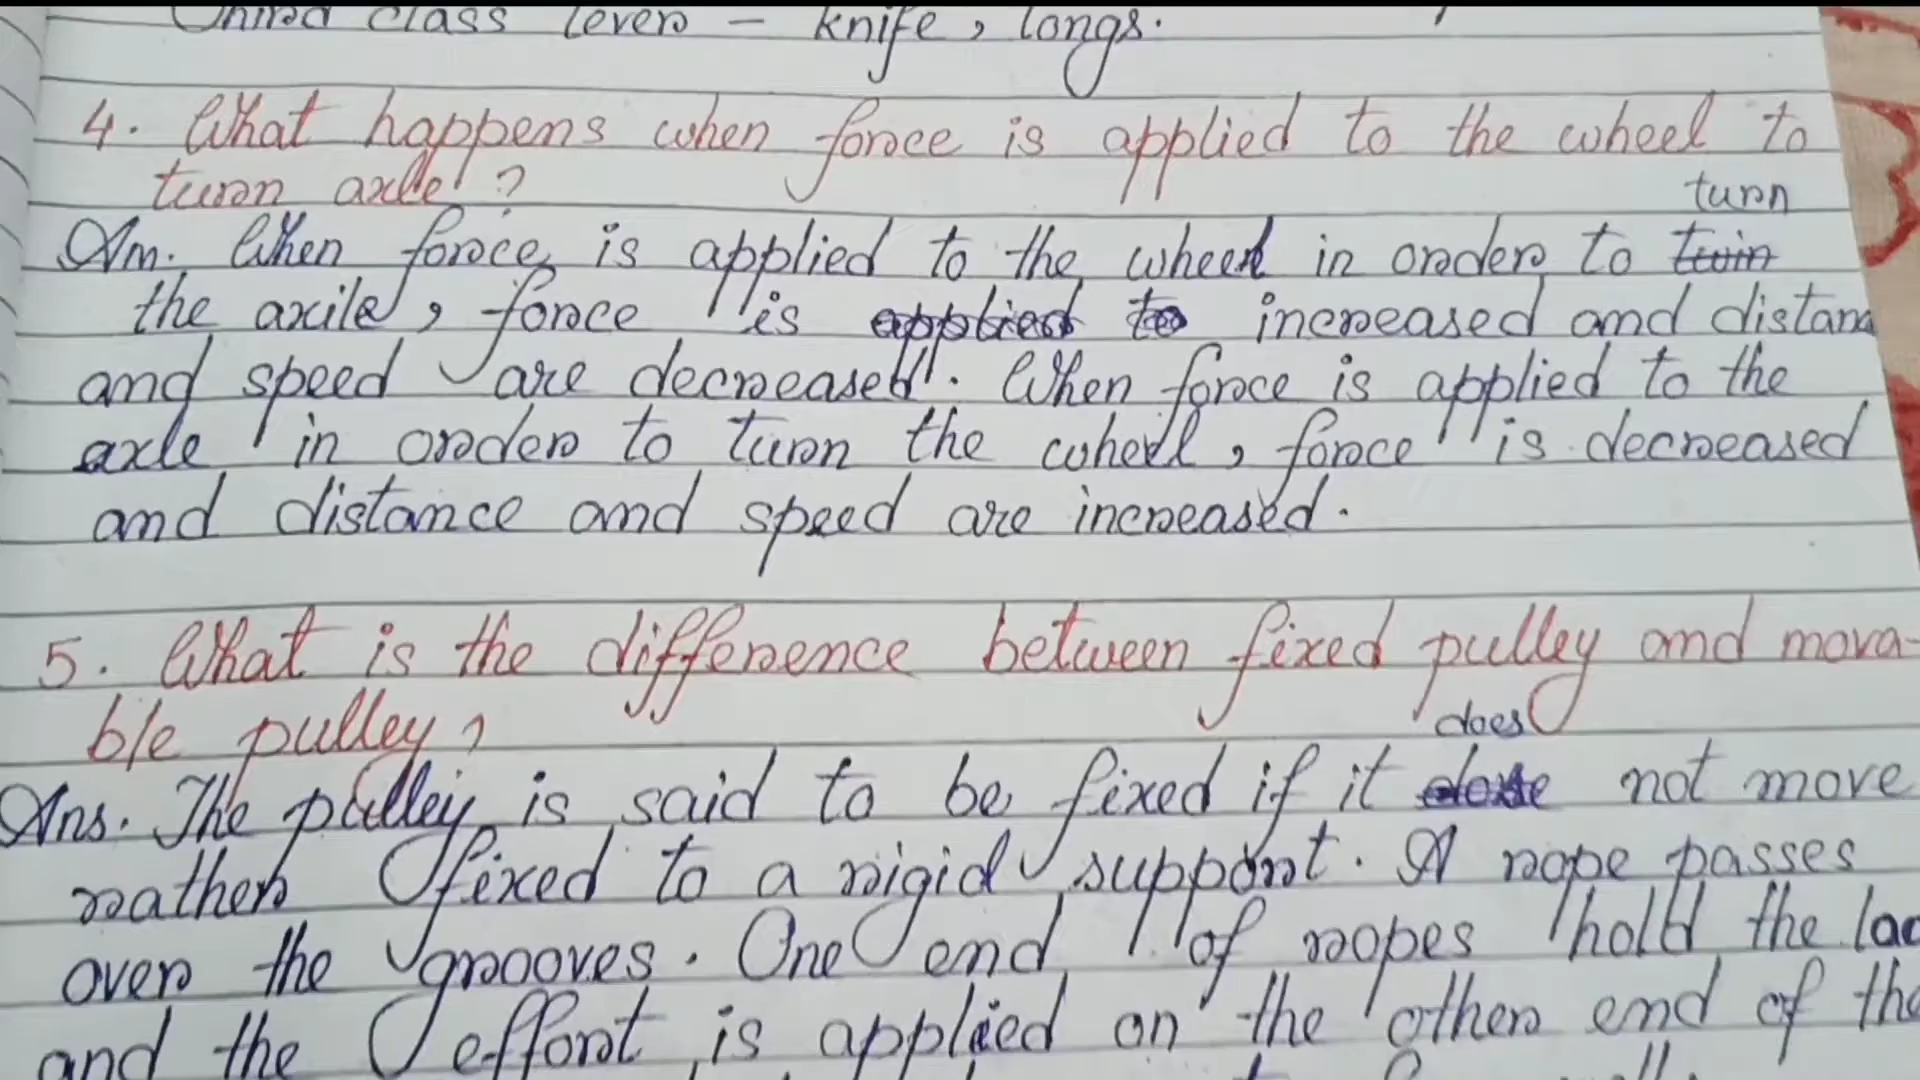 Third class lever - knife, tongs.
4. What happens when force is applied to the wheel to
turn axle?
turn
Ans. When force is applied to the wheel in order to twin
the axile, force is applied to increased and distanc
and speed are decreased. When force is applied to the
axle in order to turn the wheel, force is decreased
and distance and speed are increased.
5. What is the difference between fixed pulley and mova-
ble pulley?
does
Ans. The pulley is said to be fixed if it not move
rather fixed to a rigid support. A rope passes
over the grooves. One end of ropes hold the loa
and the effort is applied on the other end of the